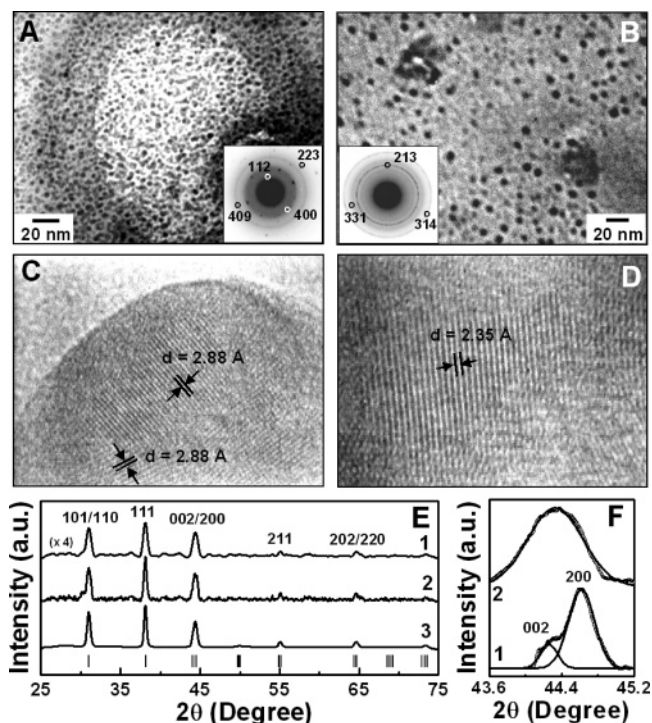 A
B
223
112
409
400
213
331
314
20 nm
20 nm
C
D
d = 2.88 A
d = 2.88 A
d = 2.35 A
E
F
Intensity (a.u.)
101/110
111
002/200
211
202/220
(x 4)
1
2
3
25 35 45 55 65 75
2θ (Degree)
Intensity (a.u.)
2
200
002
1
43.6 44.4 45.2
2θ (Degree)